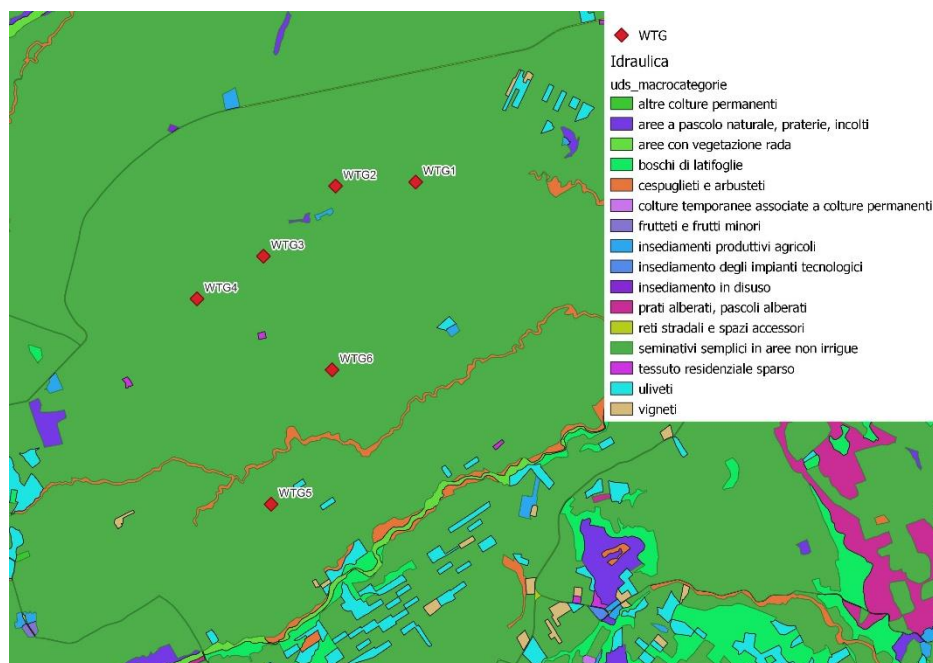 WTG
Idraulica
uds_macrocategorie
altre colture permanenti
aree a pascolo naturale, praterie, incolti
aree con vegetazione rada
boschi di latifoglie
cespuglieti e arbusteti
colture temporanee associate a colture permanenti
frutteti e frutti minori
insediamenti produttivi agricoli
insediamento degli impianti tecnologici
insediamento in disuso
prati alberati, pascoli alberati
reti stradali e spazi accessori
seminativi semplici in aree non irrigue
tessuto residenziale sparso
uliveti
vigneti
WTG2
WTG1
WTG3
WTG4
WTG6
WTG5